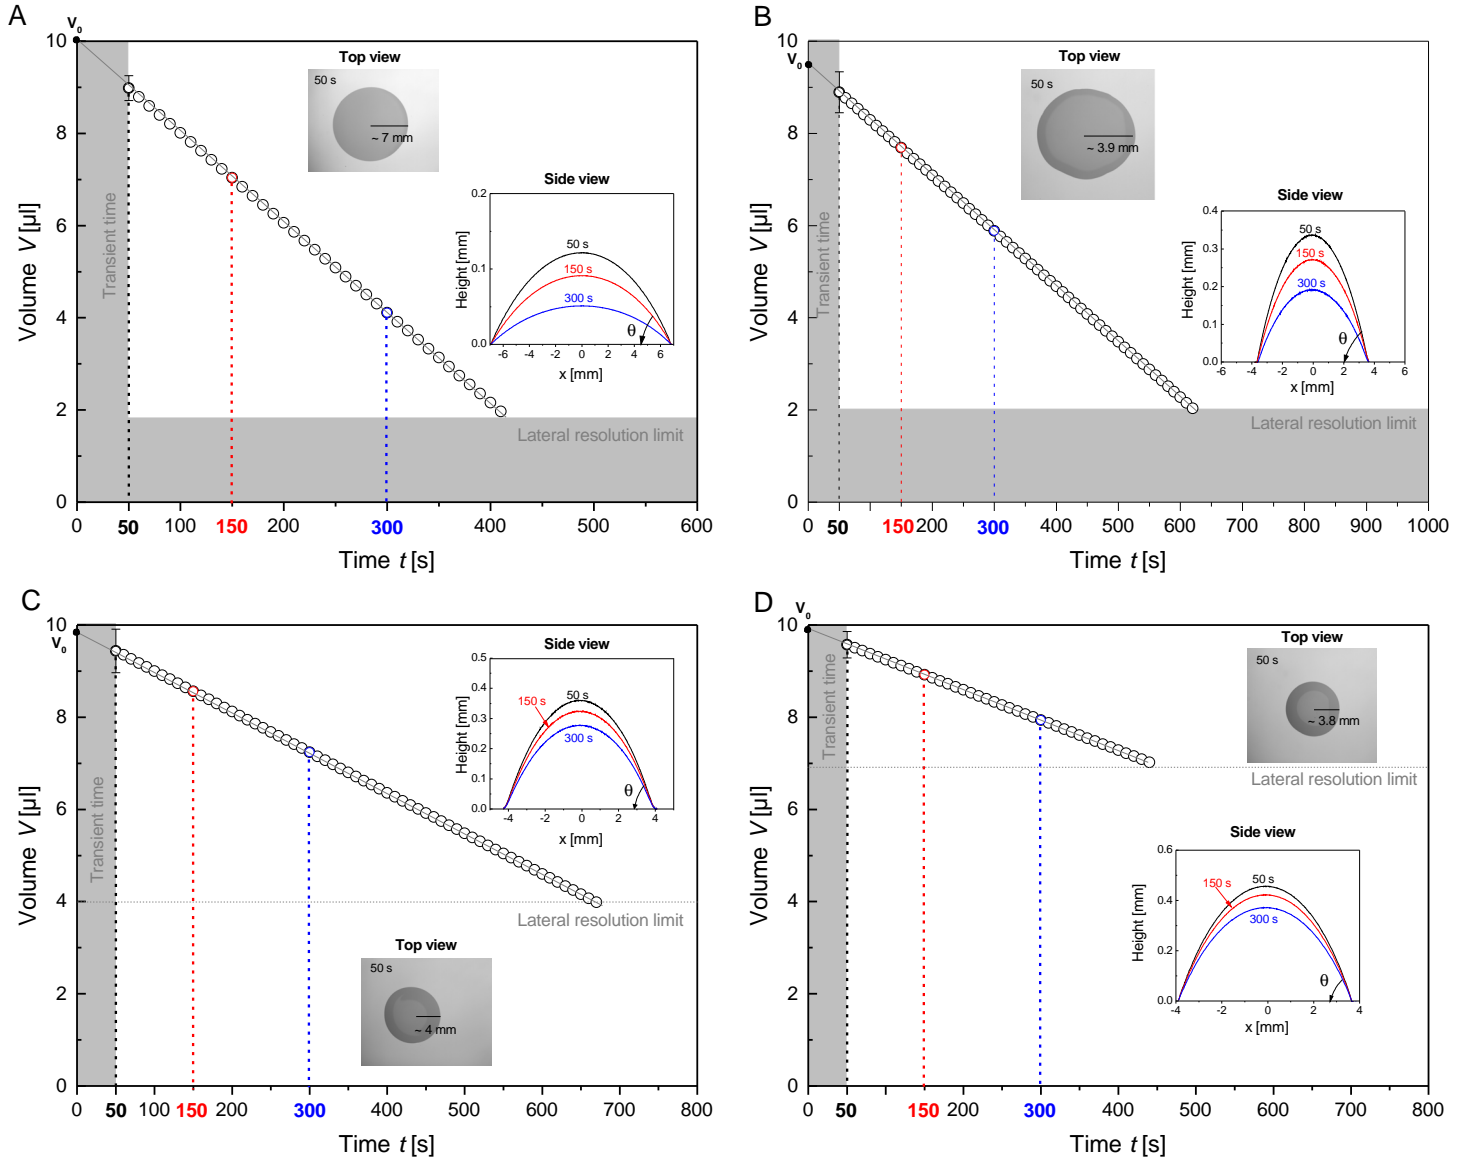 A
V₀
10
8
6
4
2
0
Volume V [µl]
Transient time
Top view
50 s
~ 7 mm
Side view
0.2
0.1
0.0
Height [mm]
50 s
150 s
300 s
θ
-6 -4 -2 0 2 4 6
x [mm]
Lateral resolution limit
0 50 100 150 200 300 400 500 600
Time t [s]
B
V₀
10
8
6
4
2
0
Volume V [µl]
Transient time
Top view
50 s
~ 3.9 mm
Side view
0.4
0.3
0.2
0.1
0.0
Height [mm]
50 s
150 s
300 s
θ
-6 -4 -2 0 2 4 6
x [mm]
Lateral resolution limit
0 50 150 200 300 400 500 600 700 800 900 1000
Time t [s]
C
10
V₀
8
6
4
2
0
Volume V [µl]
Transient time
Side view
0.5
0.4
0.3
0.2
0.1
0.0
Height [mm]
50 s
150 s
300 s
θ
-4 -2 0 2 4
x [mm]
Lateral resolution limit
Top view
50 s
~ 4 mm
0 50 100 150 200 300 400 500 600 700 800
Time t [s]
D
V₀
10
8
6
4
2
0
Volume V [µl]
Transient time
Top view
50 s
~ 3.8 mm
Lateral resolution limit
Side view
0.6
0.4
0.2
0.0
Height [mm]
50 s
150 s
300 s
θ
-4 -2 0 2 4
x [mm]
0 50 150 200 300 400 500 600 700 800
Time t [s]